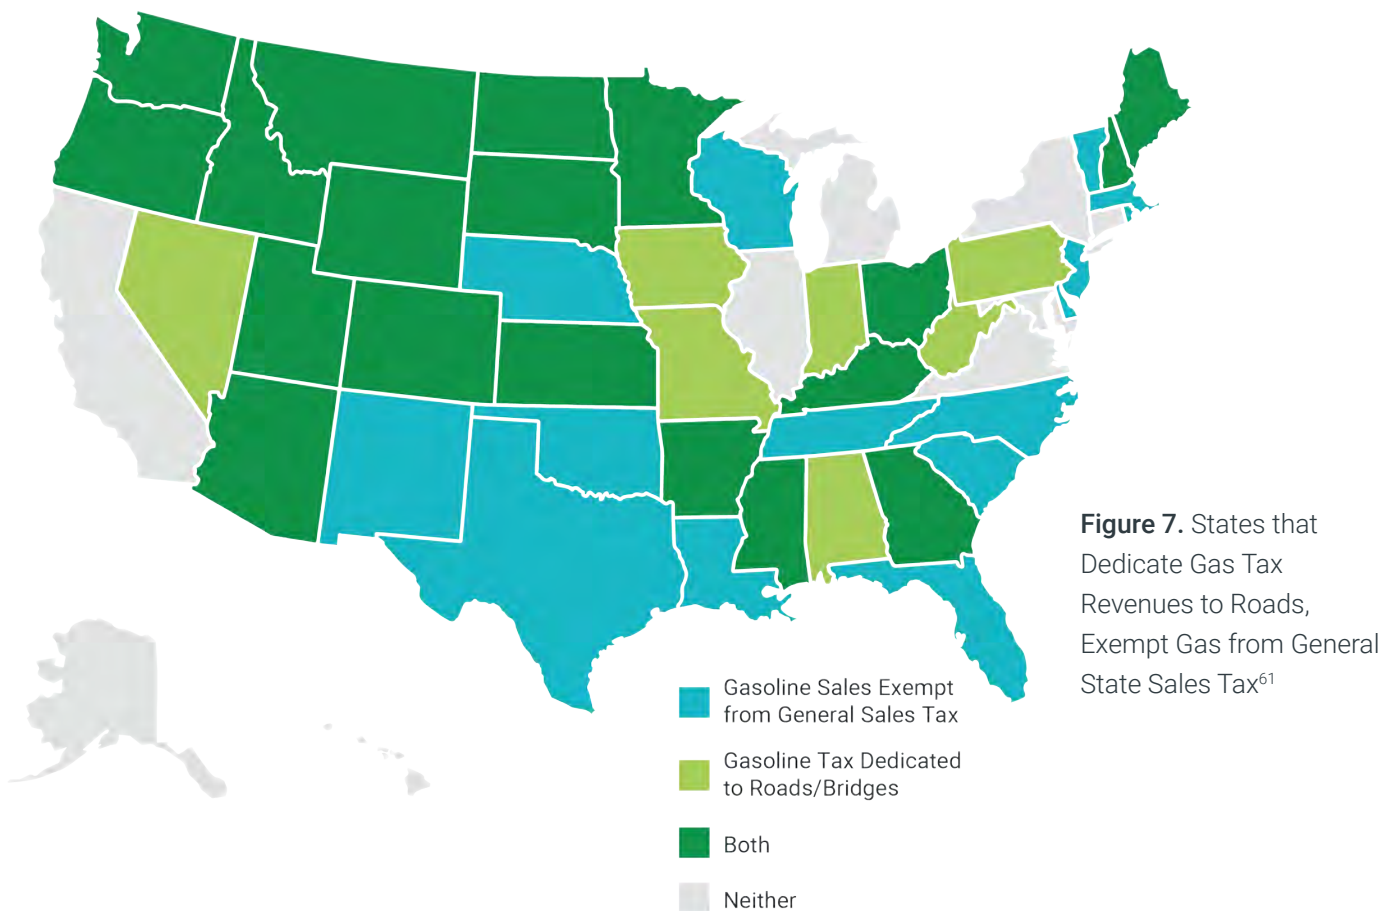 Figure 7. States that
Dedicate Gas Tax
Revenues to Roads,
Exempt Gas from General
State Sales Tax61
Gasoline Sales Exempt
from General Sales Tax
Gasoline Tax Dedicated
to Roads/Bridges
Both
Neither